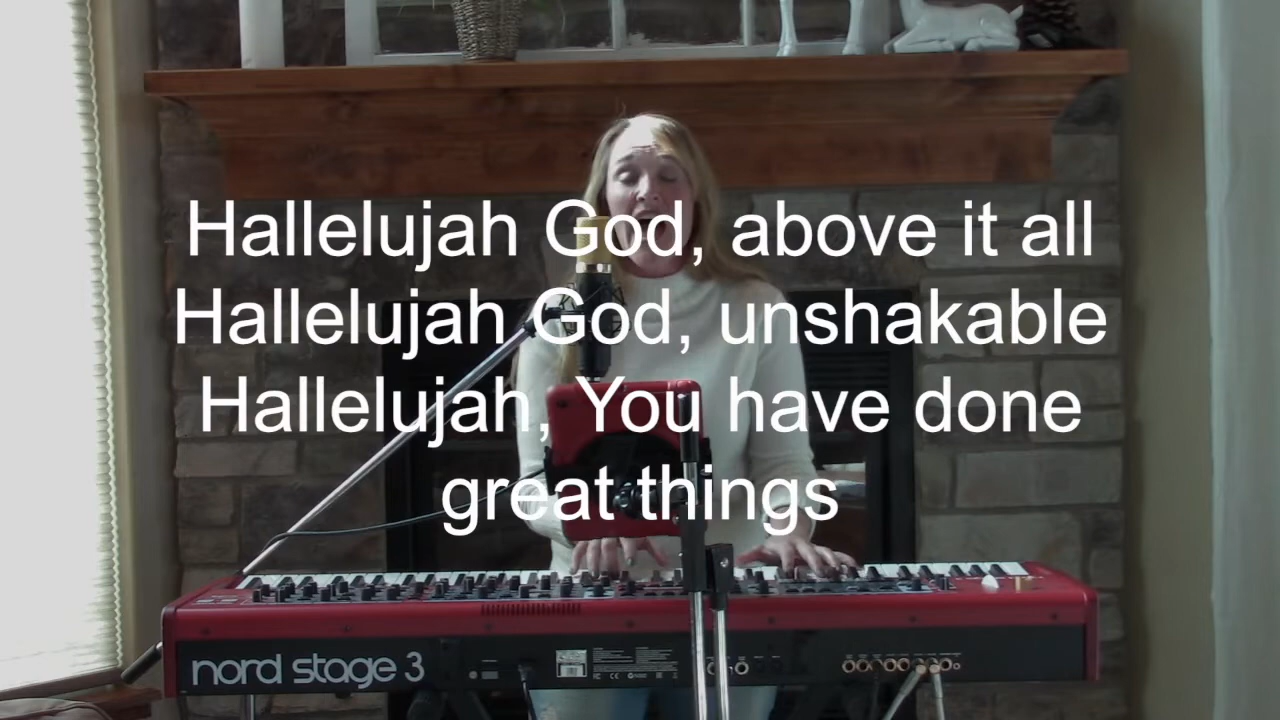 Hallelujah God, above it all
Hallelujah God, unshakable
Hallelujah, You have done
great things
nord stage 3